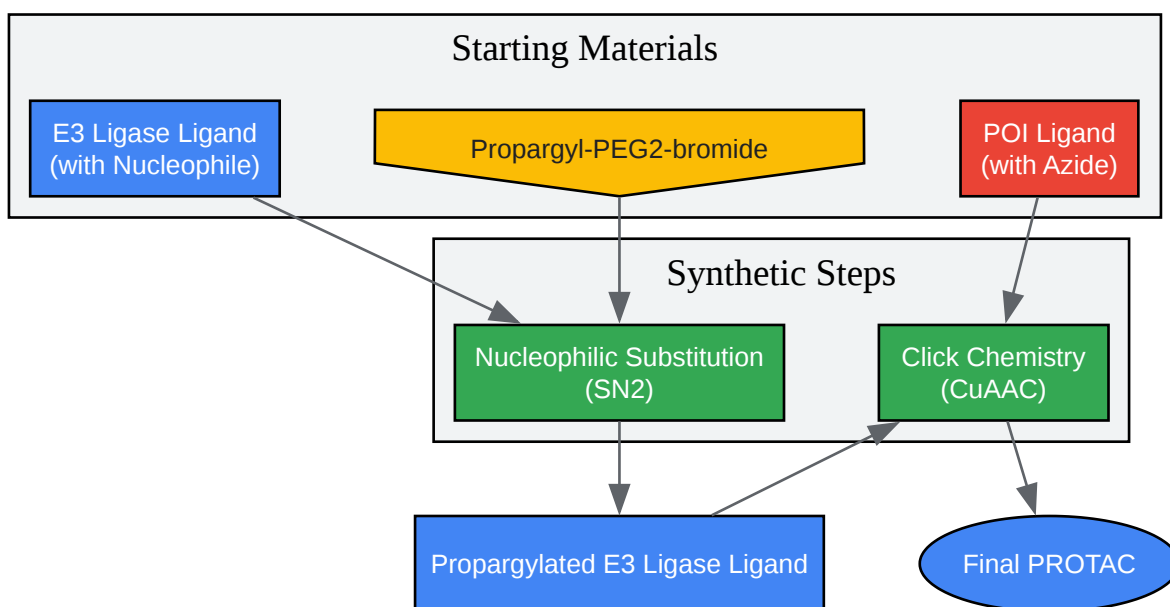 Starting Materials
E3 Ligase Ligand
(with Nucleophile)
Propargyl-PEG2-bromide
POI Ligand
(with Azide)
Synthetic Steps
Nucleophilic Substitution
(SN2)
Click Chemistry
(CuAAC)
Propargylated E3 Ligase Ligand
Final PROTAC